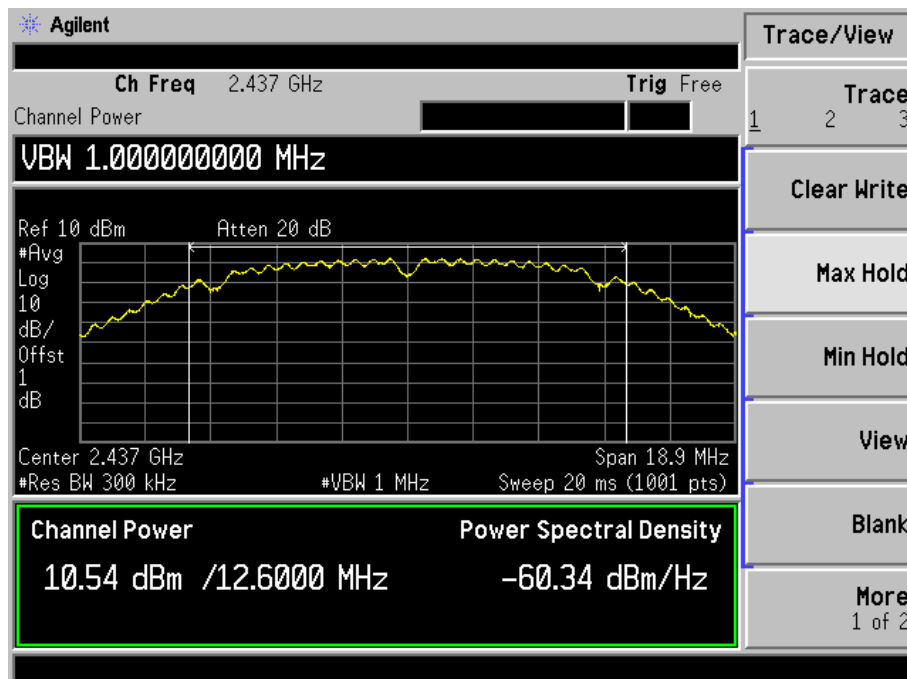 Agilent
Ch Freq 2.437 GHz Trig Free
Channel Power
VBW 1.000000000 MHz
Ref 10 dBm Atten 20 dB
#Avg
Log
10
dB/
Offst
1
dB
Center 2.437 GHz Span 18.9 MHz
#Res BW 300 kHz #VBW 1 MHz Sweep 20 ms (1001 pts)
Channel Power Power Spectral Density
10.54 dBm /12.6000 MHz -60.34 dBm/Hz
Trace/View
Trace
1 2 3
Clear Write
Max Hold
Min Hold
View
Blank
More
1 of 2